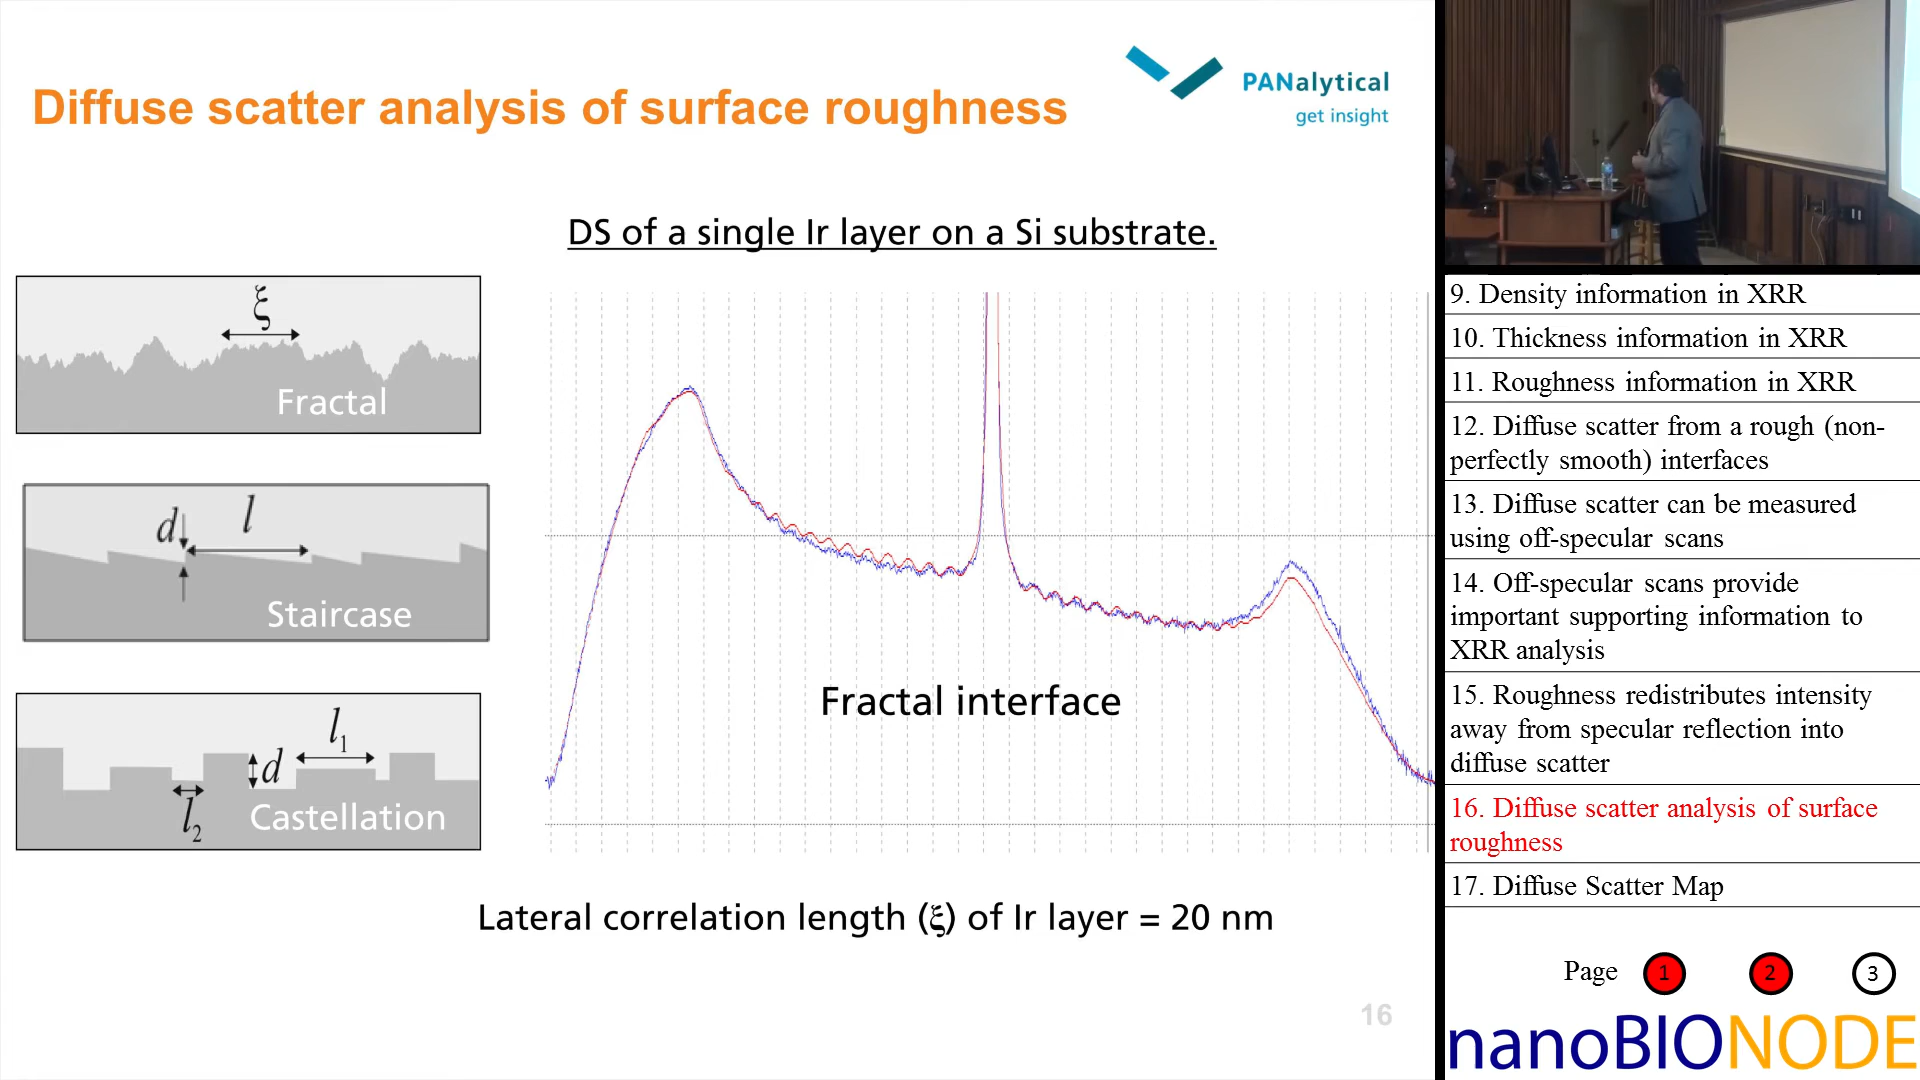 Diffuse scatter analysis of surface roughness
PANalytical
get insight
DS of a single Ir layer on a Si substrate.
ξ
Fractal
d
l
Staircase
l1
d
l2
Castellation
Fractal interface
Lateral correlation length (ξ) of Ir layer = 20 nm
16
9. Density information in XRR
10. Thickness information in XRR
11. Roughness information in XRR
12. Diffuse scatter from a rough (non-
perfectly smooth) interfaces
13. Diffuse scatter can be measured
using off-specular scans
14. Off-specular scans provide
important supporting information to
XRR analysis
15. Roughness redistributes intensity
away from specular reflection into
diffuse scatter
16. Diffuse scatter analysis of surface
roughness
17. Diffuse Scatter Map
Page 1 2 3
nanoBIONODE